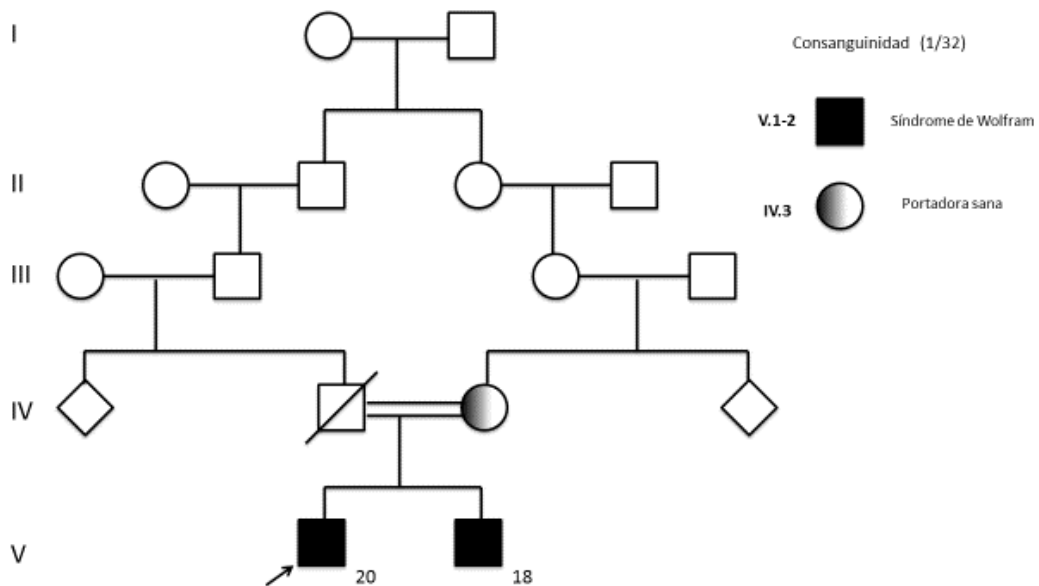 I
Consanguinidad (1/32)
V.1-2 Síndrome de Wolfram
II
IV.3 Portadora sana
III
IV
V
20 18